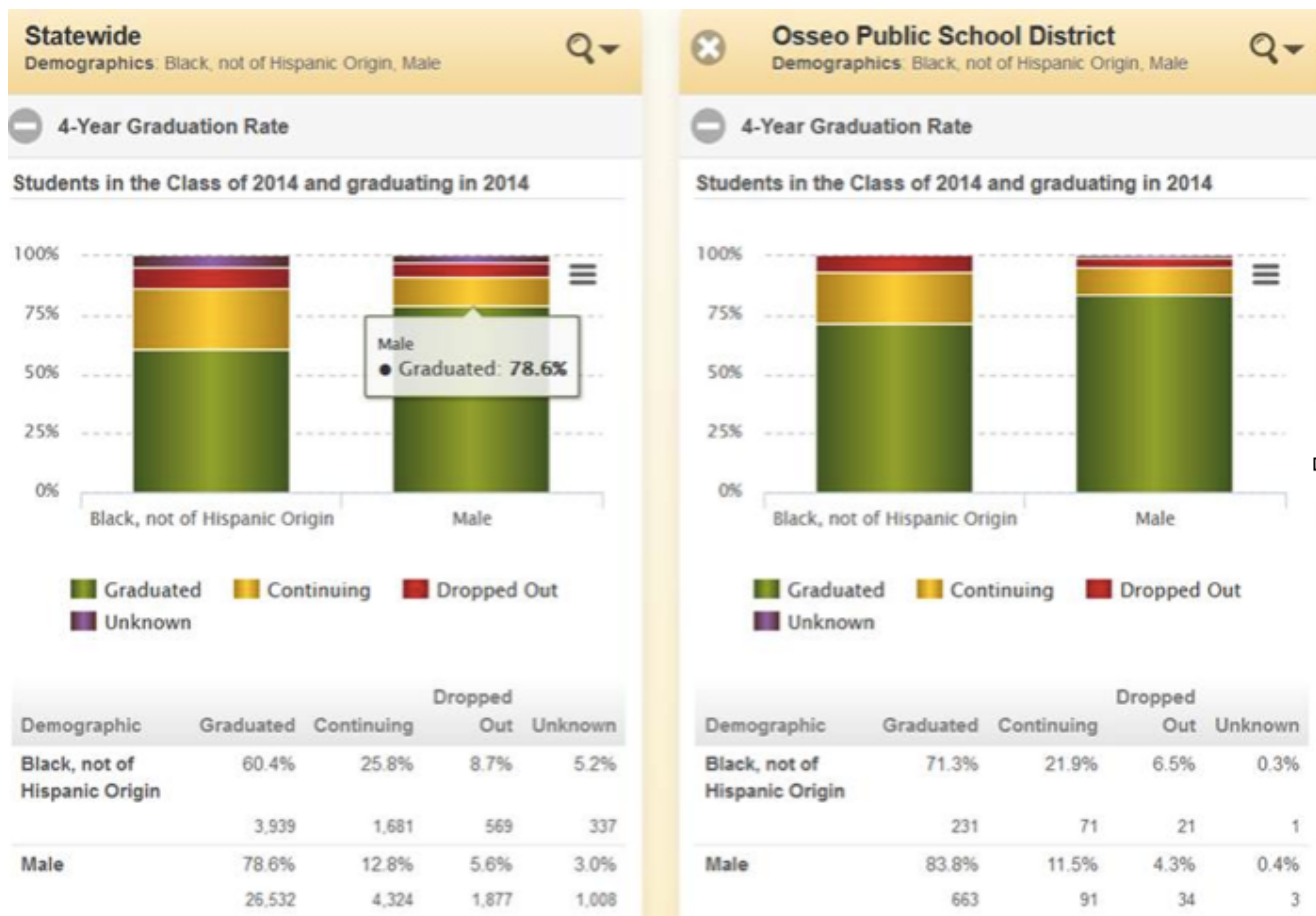 Statewide
Demographics: Black, not of Hispanic Origin, Male
4-Year Graduation Rate
Students in the Class of 2014 and graduating in 2014
100%
75%
50%
25%
0%
Male
● Graduated: 78.6%
Black, not of Hispanic Origin
Male
Graduated
Continuing
Dropped Out
Unknown
Demographic Graduated Continuing Dropped Out Unknown
Black, not of Hispanic Origin 60.4% 25.8% 8.7% 5.2%
3,939 1,681 569 337
Male 78.6% 12.8% 5.6% 3.0%
26,532 4,324 1,877 1,008
Osseo Public School District
Demographics: Black, not of Hispanic Origin, Male
4-Year Graduation Rate
Students in the Class of 2014 and graduating in 2014
100%
75%
50%
25%
0%
Black, not of Hispanic Origin
Male
Graduated
Continuing
Dropped Out
Unknown
Demographic Graduated Continuing Dropped Out Unknown
Black, not of Hispanic Origin 71.3% 21.9% 6.5% 0.3%
231 71 21 1
Male 83.8% 11.5% 4.3% 0.4%
663 91 34 3